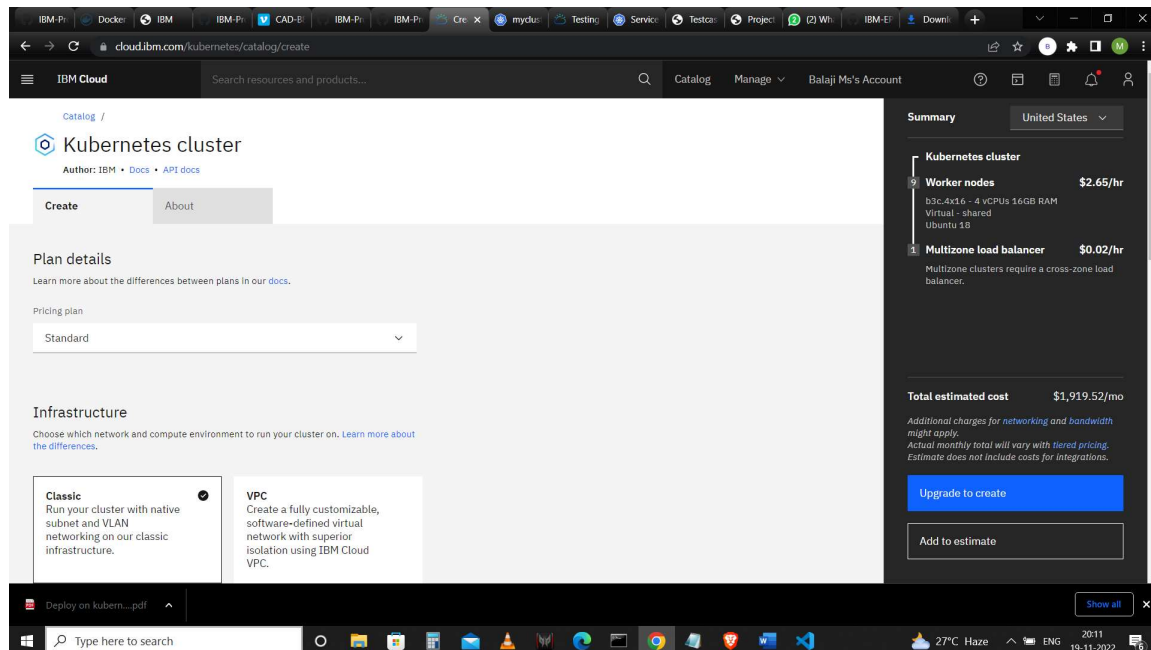 IBM-Pr
Docker
IBM
IBM-Pr
CAD-BI
IBM-Pr
IBM-Pr
Cre
myclus
Testing
Service
Testcas
Project
(2) Wh
IBM-EP
Downl
cloud.ibm.com/kubernetes/catalog/create
IBM Cloud
Search resources and products...
Catalog
Manage
Balaji Ms's Account
Catalog /
Kubernetes cluster
Author: IBM • Docs • API docs
Create
About
Plan details
Learn more about the differences between plans in our docs.
Pricing plan
Standard
Infrastructure
Choose which network and compute environment to run your cluster on. Learn more about
the differences.
Classic
Run your cluster with native
subnet and VLAN
networking on our classic
infrastructure.
VPC
Create a fully customizable,
software-defined virtual
network with superior
isolation using IBM Cloud
VPC.
Summary
United States
Kubernetes cluster
9 Worker nodes $2.65/hr
b3c.4x16 - 4 vCPUs 16GB RAM
Virtual - shared
Ubuntu 18
1 Multizone load balancer $0.02/hr
Multizone clusters require a cross-zone load
balancer.
Total estimated cost $1,919.52/mo
Additional charges for networking and bandwidth
might apply.
Actual monthly total will vary with tiered pricing.
Estimate does not include costs for integrations.
Upgrade to create
Add to estimate
Deploy on kubern....pdf
Show all
Type here to search
27°C Haze
ENG
20:11
19-11-2022